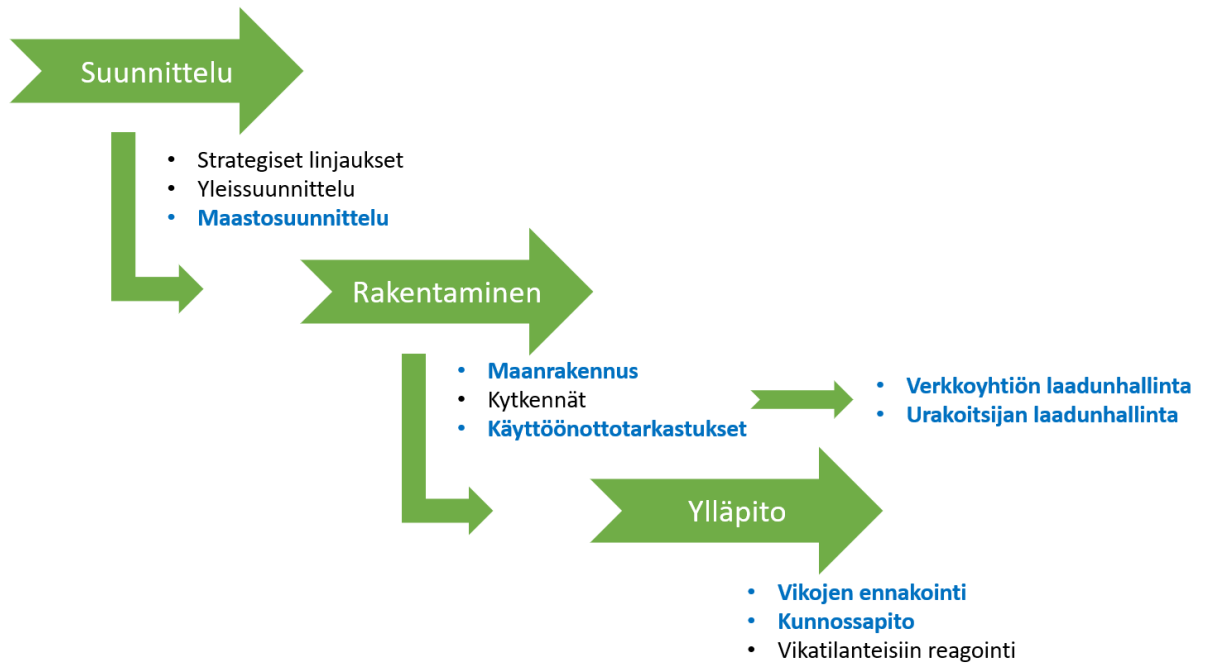 Suunnittelu
• Strategiset linjaukset
• Yleissuunnittelu
• Maastosuunnittelu
Rakentaminen
• Maanrakennus
• Kytkennät
• Käyttöönottotarkastukset
• Verkkoyhtiön laadunhallinta
• Urakoitsijan laadunhallinta
Ylläpito
• Vikojen ennakointi
• Kunnossapito
• Vikatilanteisiin reagointi